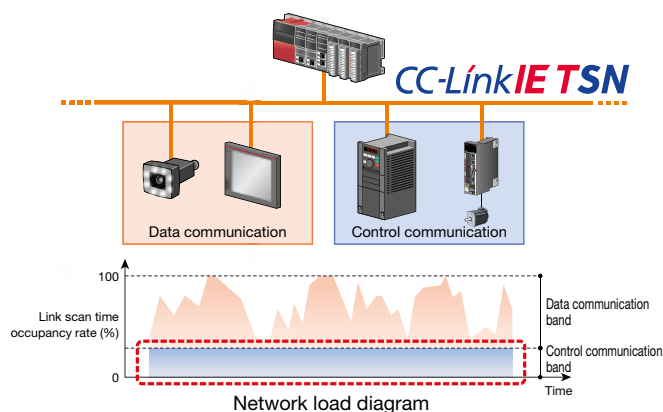 CC-Link IE TSN
Data communication
Control communication
100
Link scan time
occupancy rate (%)
0
Data communication
band
Control communication
band
Time
Network load diagram